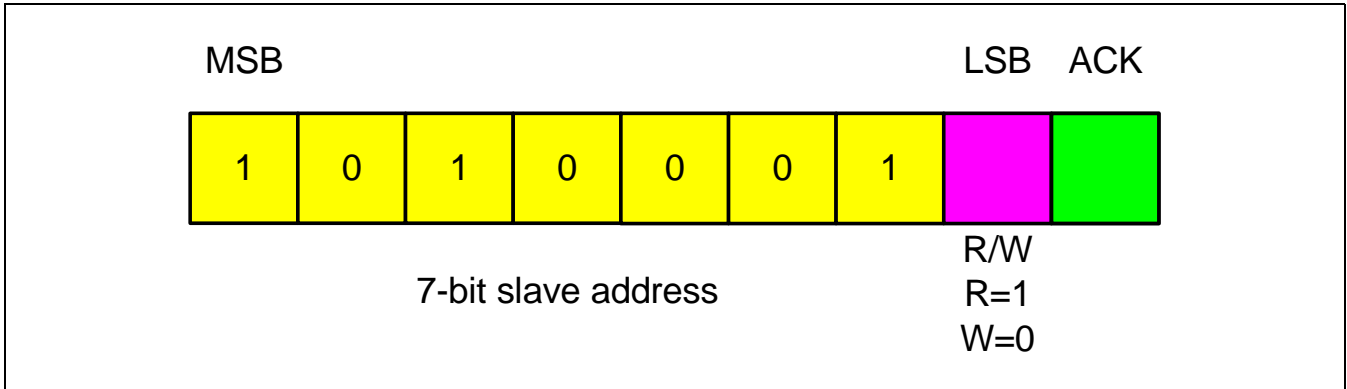 MSB LSB ACK
1 0 1 0 0 0 1
R/W
7-bit slave address R=1
W=0